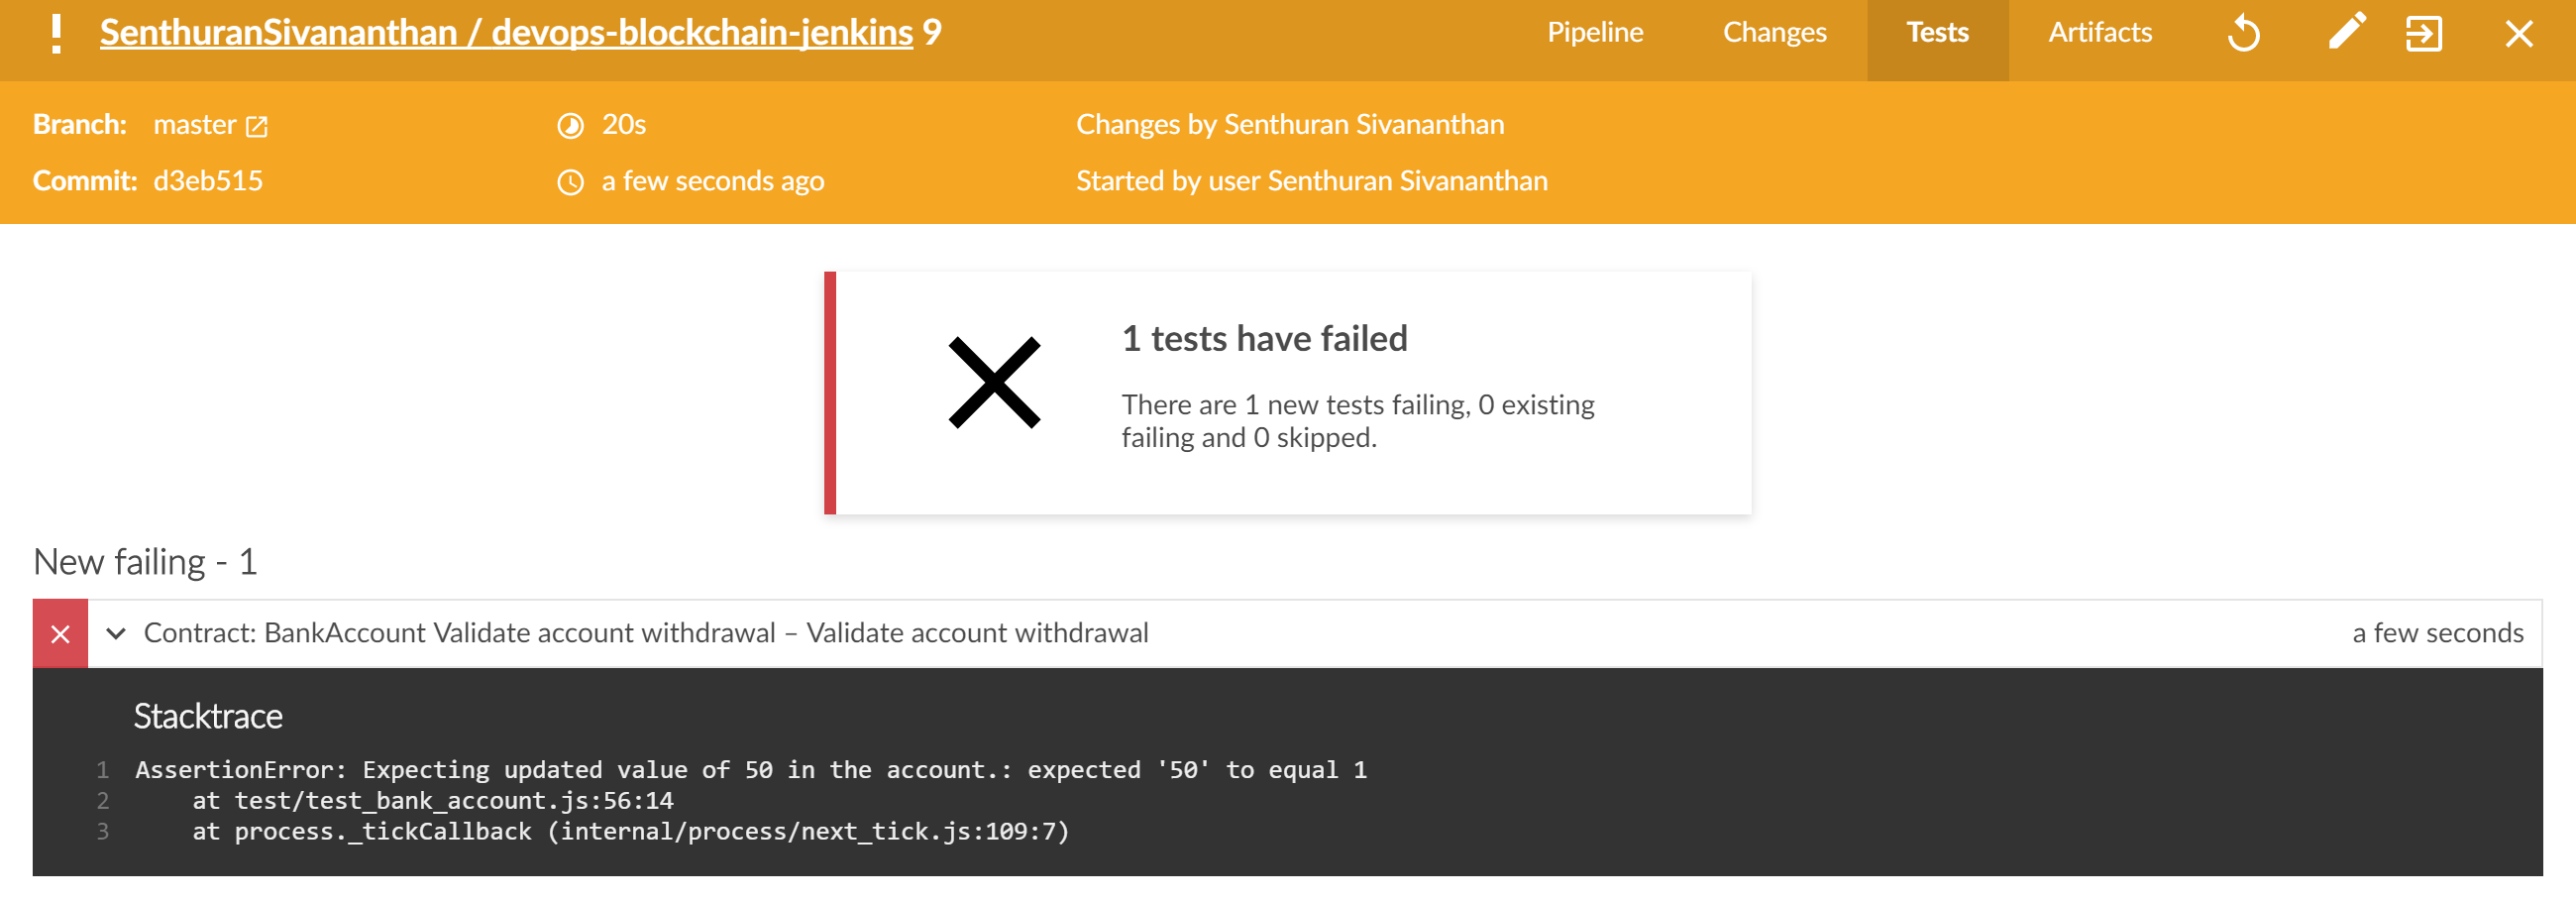 SenthuranSivananthan / devops-blockchain-jenkins 9
Pipeline
Changes
Tests
Artifacts
Branch: master
20s
Changes by Senthuran Sivananthan
Commit: d3eb515
a few seconds ago
Started by user Senthuran Sivananthan
1 tests have failed
There are 1 new tests failing, 0 existing
failing and 0 skipped.
New failing - 1
Contract: BankAccount Validate account withdrawal – Validate account withdrawal
a few seconds
Stacktrace
1 AssertionError: Expecting updated value of 50 in the account.: expected '50' to equal 1
2     at test/test_bank_account.js:56:14
3     at process._tickCallback (internal/process/next_tick.js:109:7)